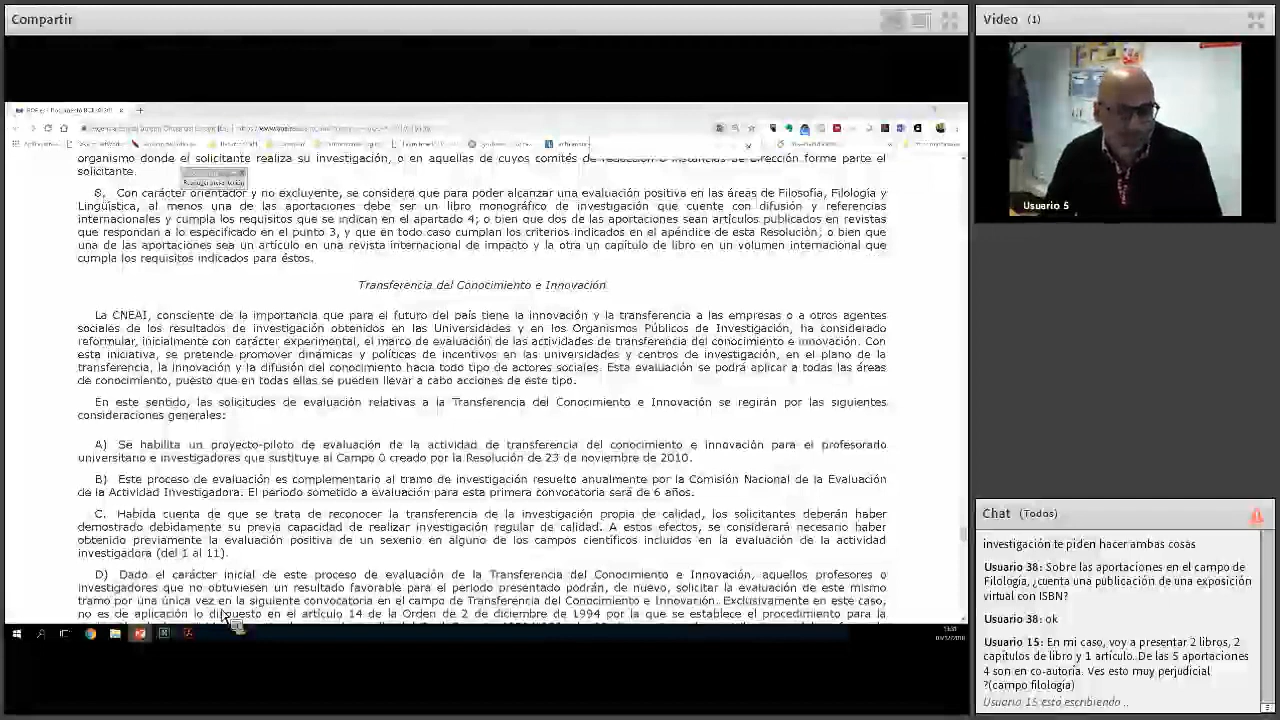 Compartir
organismo donde el solicitante realiza su investigación, o en aquellas de cuyos comités de redacción o instancias de Dirección forme parte el
solicitante.
8. Con carácter orientador y no excluyente, se considera que para poder alcanzar una evaluación positiva en las áreas de Filosofía, Filología y
Lingüística, al menos una de las aportaciones debe ser un libro monográfico de investigación que cuente con difusión y referencias
internacionales y cumpla los requisitos que se indican en el apartado 4; o bien que dos de las aportaciones sean artículos publicados en revistas
que respondan a lo especificado en el punto 3, y que en todo caso cumplan los criterios indicados en el apéndice de esta Resolución; o bien que
una de las aportaciones sea un artículo en una revista internacional de impacto y la otra un capítulo de libro en un volumen internacional que
cumpla los requisitos indicados para éstos.
Transferencia del Conocimiento e Innovación
La CNEAI, consciente de la importancia que para el futuro del país tiene la innovación y la transferencia a las empresas o a otros agentes
sociales de los resultados de investigación obtenidos en las Universidades y en los Organismos Públicos de Investigación, ha considerado
reformular, inicialmente con carácter experimental, el marco de evaluación de las actividades de transferencia del conocimiento e innovación. Con
esta iniciativa, se pretende promover dinámicas y políticas de incentivos en las universidades y centros de investigación, en el plano de la
transferencia, la innovación y la difusión del conocimiento hacia todo tipo de actores sociales. Esta evaluación se podrá aplicar a todas las áreas
de conocimiento, puesto que en todas ellas se pueden llevar a cabo acciones de este tipo.
En este sentido, las solicitudes de evaluación relativas a la Transferencia del Conocimiento e Innovación se regirán por las siguientes
consideraciones generales:
A) Se habilita un proyecto-piloto de evaluación de la actividad de transferencia del conocimiento e innovación para el profesorado
universitario e investigadores que sustituye al Campo 0 creado por la Resolución de 23 de noviembre de 2010.
B) Este proceso de evaluación es complementario al tramo de investigación resuelto anualmente por la Comisión Nacional de la Evaluación
de la Actividad Investigadora. El periodo sometido a evaluación para esta primera convocatoria será de 6 años.
C. Habida cuenta de que se trata de reconocer la transferencia de la investigación propia de calidad, los solicitantes deberán haber
demostrado debidamente su previa capacidad de realizar investigación regular de calidad. A estos efectos, se considerará necesario haber
obtenido previamente la evaluación positiva de un sexenio en alguno de los campos científicos incluidos en la evaluación de la actividad
investigadora (del 1 al 11).
D) Dado el carácter inicial de este proceso de evaluación de la Transferencia del Conocimiento e Innovación, aquellos profesores o
investigadores que no obtuviesen un resultado favorable para el periodo presentado podrán, de nuevo, solicitar la evaluación de este mismo
tramo por una única vez en la siguiente convocatoria en el campo de Transferencia del Conocimiento e Innovación. Exclusivamente en este caso,
no es de aplicación lo dispuesto en el artículo 14 de la Orden de 2 de diciembre de 1994 por la que se establece el procedimiento para la
Video (1)
Usuario 5
Chat (Todos)
investigación te piden hacer ambas cosas
Usuario 38: Sobre las aportaciones en el campo de
Filología, ¿cuenta una publicación de una exposición
virtual con ISBN?
Usuario 38: ok
Usuario 15: En mi caso, voy a presentar 2 libros, 2
capítulos de libro y 1 artículo. De las 5 aportaciones
4 son en co-autoría. Ves esto muy perjudicial
?(campo filología)
Usuario 15 está escribiendo ..